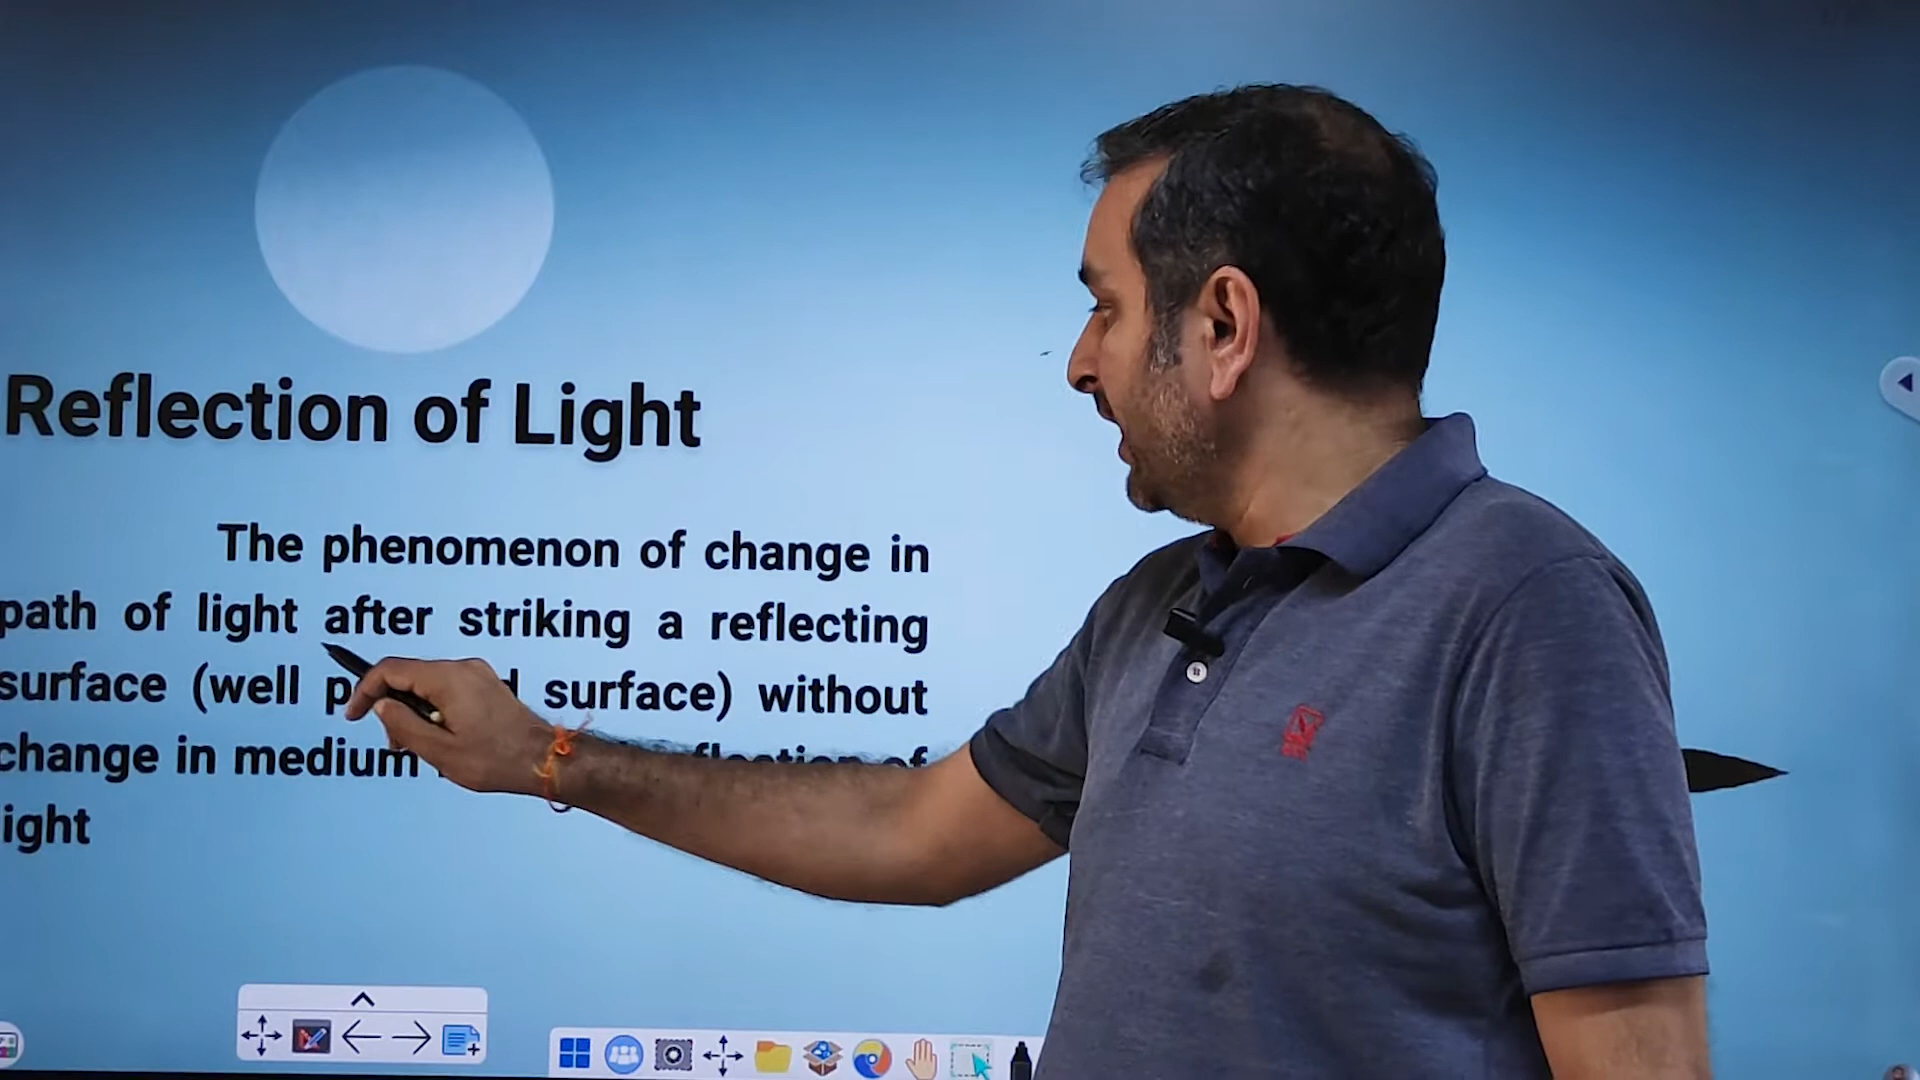 Reflection of Light
The phenomenon of change in
path of light after striking a reflecting
surface (well surface) without
change in medium of
ight